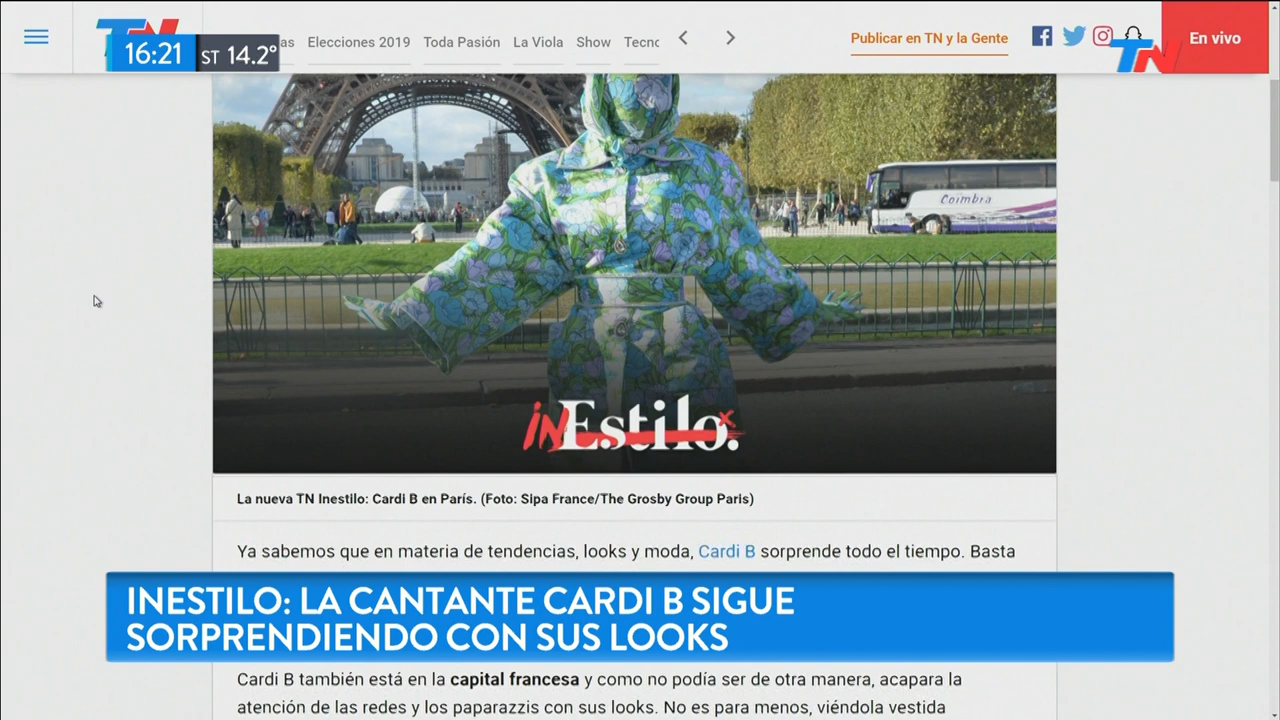 TN
16:21 ST 14.2°
as Elecciones 2019 Toda Pasión La Viola Show Tecno
Publicar en TN y la Gente
TN
En vivo
Coimbra
inEstilo.
La nueva TN Inestilo: Cardi B en París. (Foto: Sipa France/The Grosby Group Paris)
Ya sabemos que en materia de tendencias, looks y moda, Cardi B sorprende todo el tiempo. Basta
INESTILO: LA CANTANTE CARDI B SIGUE
SORPRENDIENDO CON SUS LOOKS
Cardi B también está en la capital francesa y como no podía ser de otra manera, acapara la
atención de las redes y los paparazzis con sus looks. No es para menos, viéndola vestida